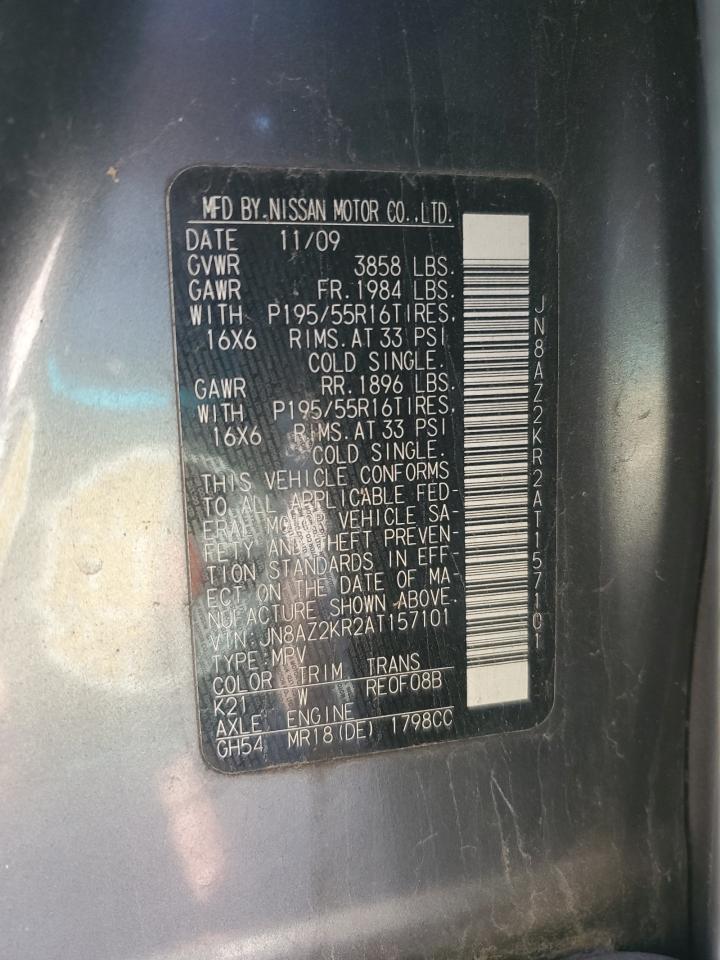 MFD BY.NISSAN MOTOR CO.,LTD.
DATE 11/09
GVWR 3858 LBS.
GAWR FR.1984 LBS.
WITH P195/55R16TIRES,
16X6 RIMS.AT 33 PSI
COLD SINGLE.
GAWR RR.1896 LBS.
WITH P195/55R16TIRES,
16X6 RIMS.AT 33 PSI
COLD SINGLE.
THIS VEHICLE CONFORMS
TO ALL APPLICABLE FED-
ERAL MOTOR VEHICLE SA-
FETY AND THEFT PREVEN-
TION STANDARDS IN EFF-
ECT ON THE DATE OF MA-
NUFACTURE SHOWN ABOVE.
VIN:JN8AZ2KR2AT157101
TYPE:MPV
COLOR TRIM TRANS
K21 W RE0F08B
AXLE ENGINE
GH54 MR18(DE) 1798CC
JN8AZ2KR2AT157101